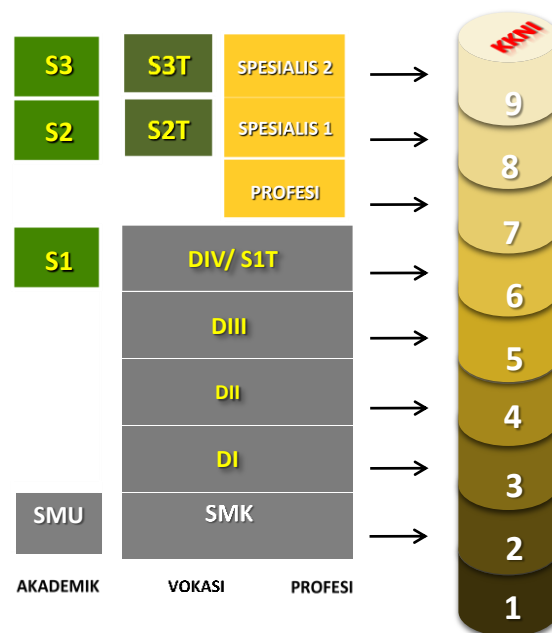 KKNI
S3 S3T SPESIALIS 2
9
S2 S2T SPESIALIS 1
8
PROFESI
7
S1 DIV/ S1T
6
DIII
5
DII
4
DI
3
SMU SMK
2
AKADEMIK VOKASI PROFESI
1